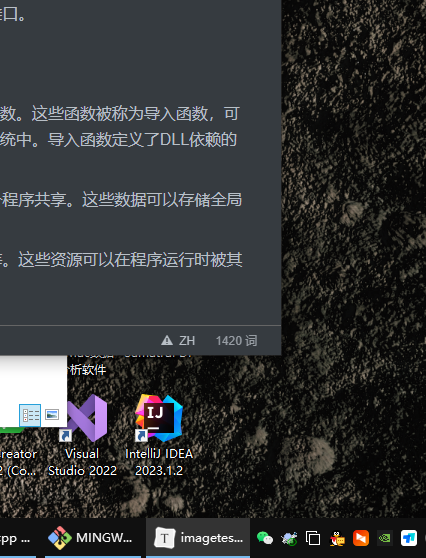 口。
数。这些函数被称为导入函数，可
统中。导入函数定义了DLL依赖的
程序共享。这些数据可以存储全局
。这些资源可以在程序运行时被其
ZH 1420 词
析软件
IJ
reator
2 (Co...
Visual
Studio 2022
IntelliJ IDEA
2023.1.2
cpp ...
MINGW...
T
imagetes...